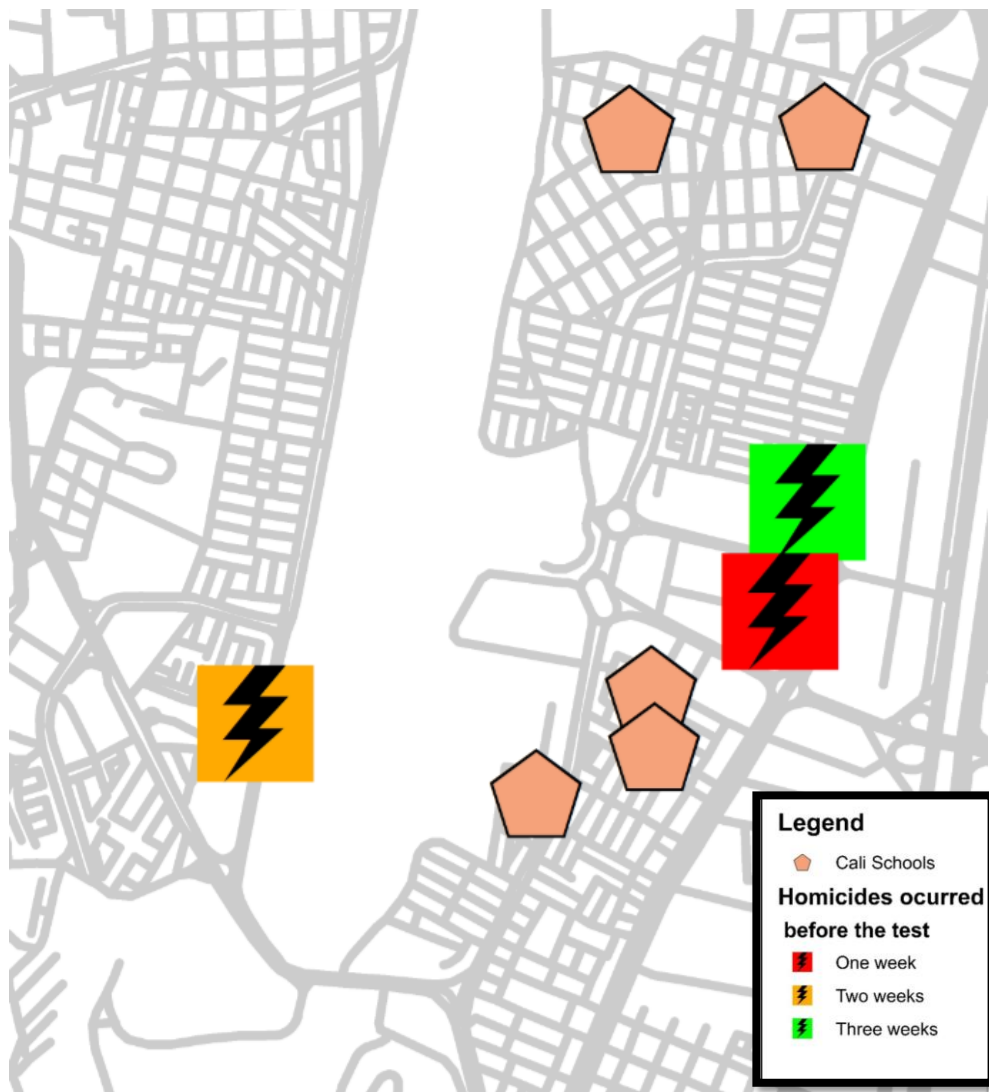 Legend
Cali Schools
Homicides ocurred
before the test
One week
Two weeks
Three weeks